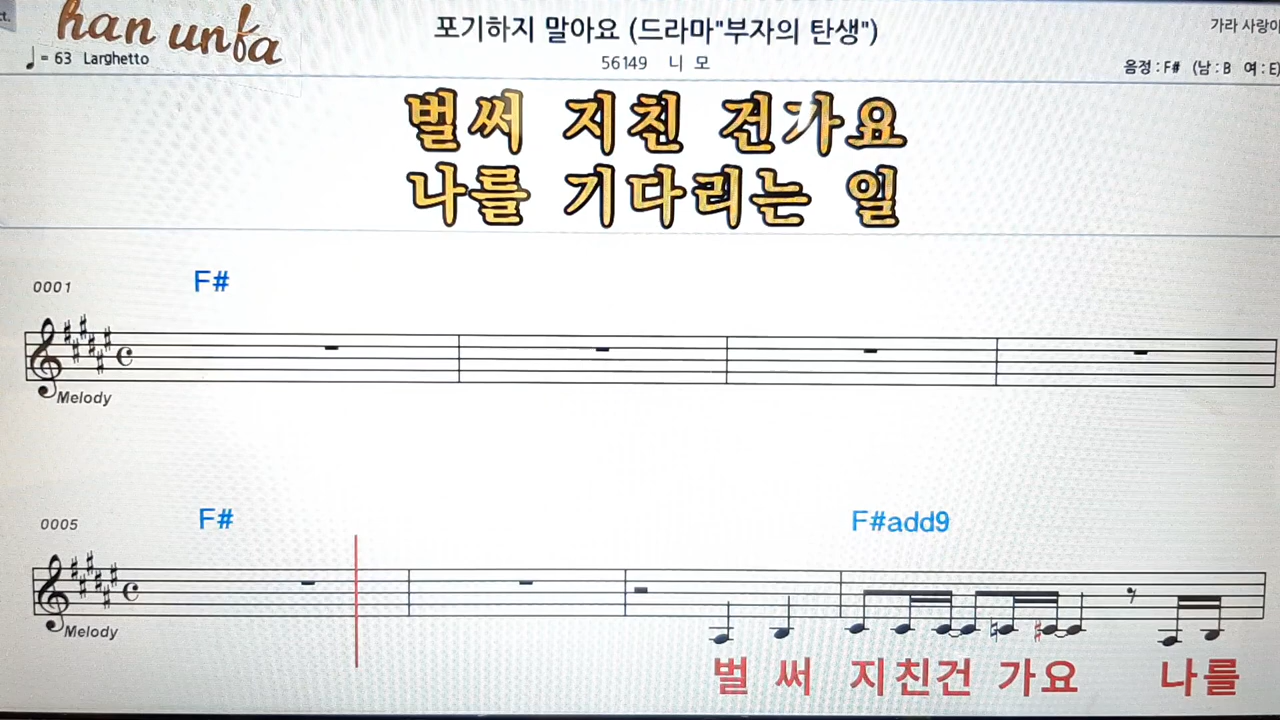 han unfa
포기하지 말아요 (드라마"부자의 탄생")
가라 사랑아
= 63 Larghetto
56149 니 모
음정 : F# (남 : B 여 : E)
벌써 지친 건가요
나를 기다리는 일
0001 F#
Melody
0005 F# F#add9
Melody
벌 써 지친건 가요 나를